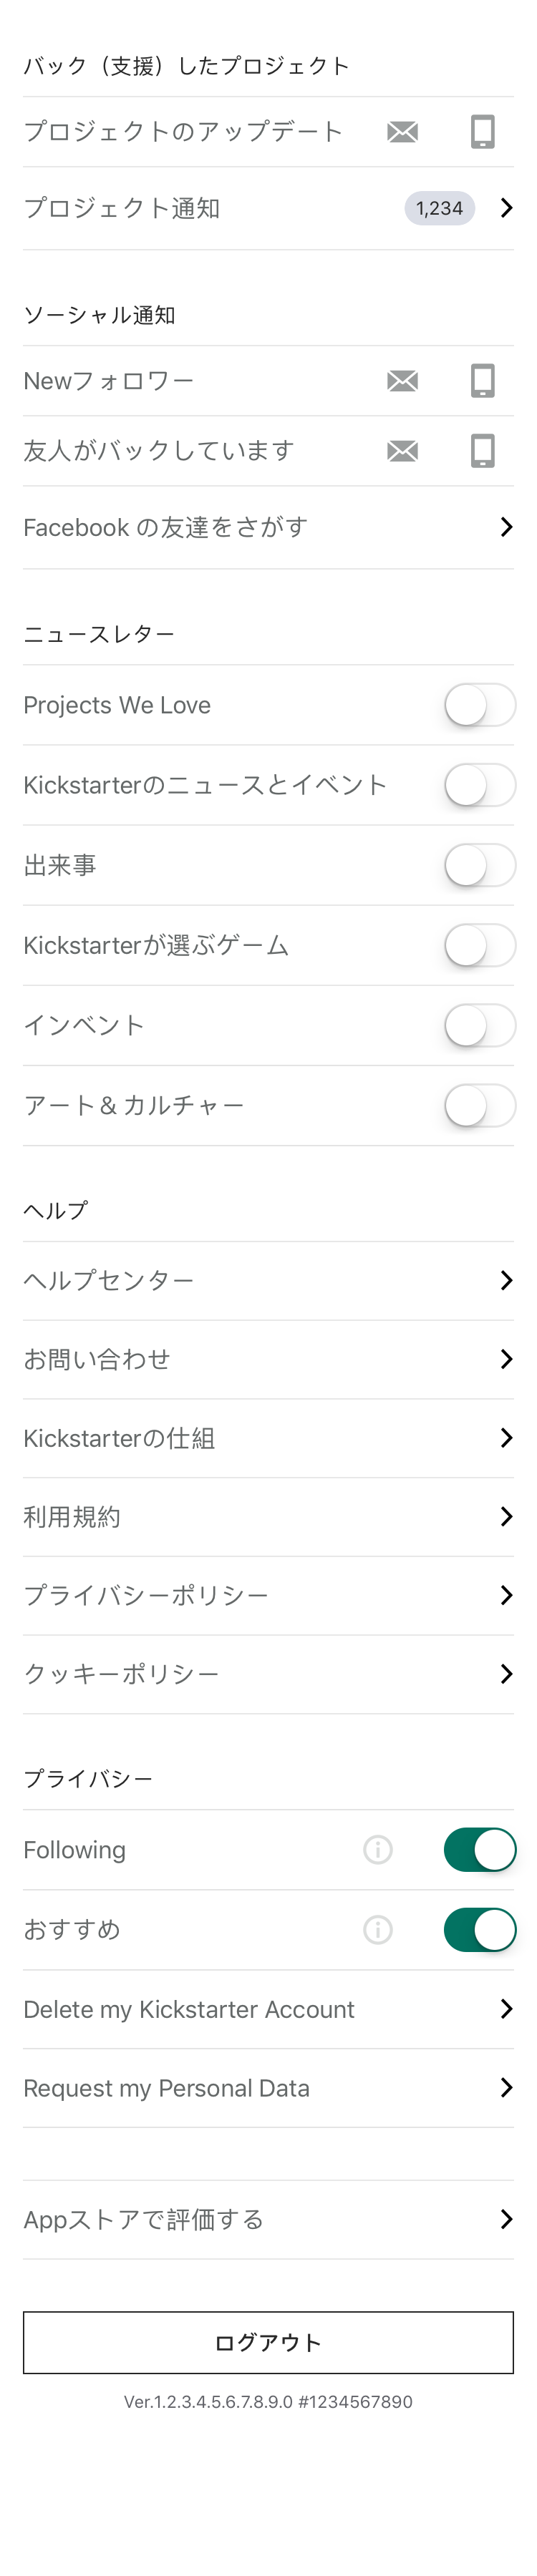 バック（支援）したプロジェクト
プロジェクトのアップデート
プロジェクト通知 1,234
ソーシャル通知
Newフォロワー
友人がバックしています
Facebook の友達をさがす
ニュースレター
Projects We Love
Kickstarterのニュースとイベント
出来事
Kickstarterが選ぶゲーム
インベント
アート＆カルチャー
ヘルプ
ヘルプセンター
お問い合わせ
Kickstarterの仕組
利用規約
プライバシーポリシー
クッキーポリシー
プライバシー
Following
おすすめ
Delete my Kickstarter Account
Request my Personal Data
Appストアで評価する
ログアウト
Ver.1.2.3.4.5.6.7.8.9.0 #1234567890